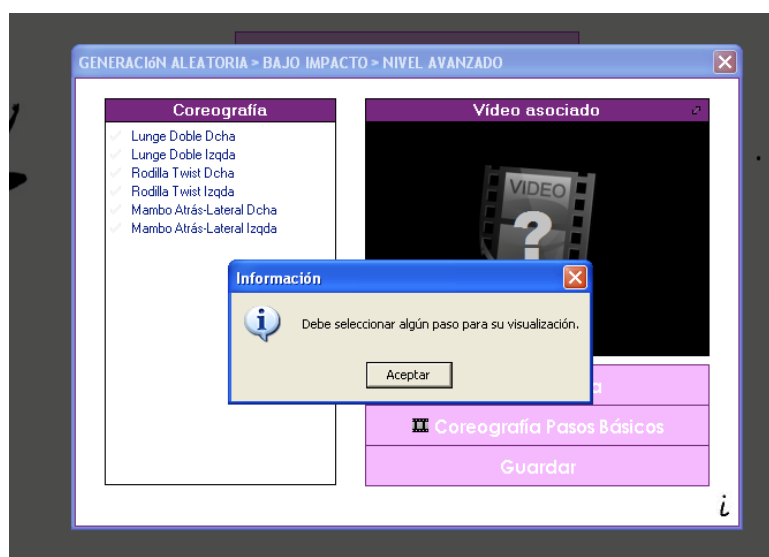 GENERACIóN ALEATORIA > BAJO IMPACTO > NIVEL AVANZADO
Coreografía
Lunge Doble Dcha
Lunge Doble Izqda
Rodilla Twist Dcha
Rodilla Twist Izqda
Mambo Atrás-Lateral Dcha
Mambo Atrás-Lateral Izqda
Vídeo asociado
VIDEO
?
Información
Debe seleccionar algún paso para su visualización.
Aceptar
Coreografía Pasos Básicos
Guardar
i